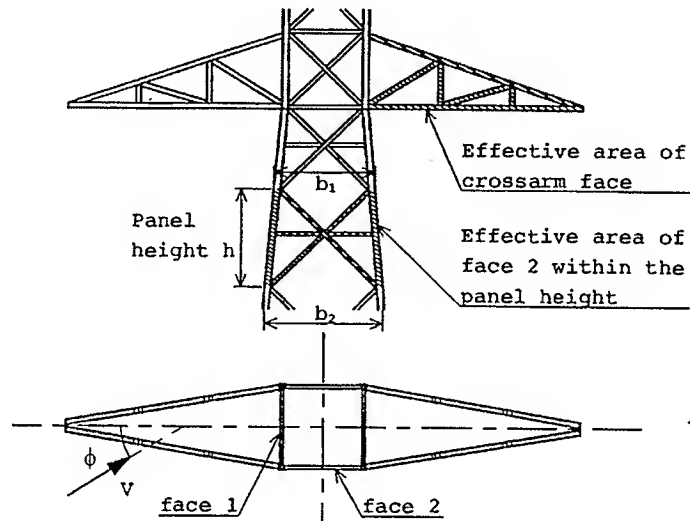 Effective area of
crossarm face
b₁
Panel
height h
Effective area of
face 2 within the
panel height
b₂
ϕ
V
face 1
face 2